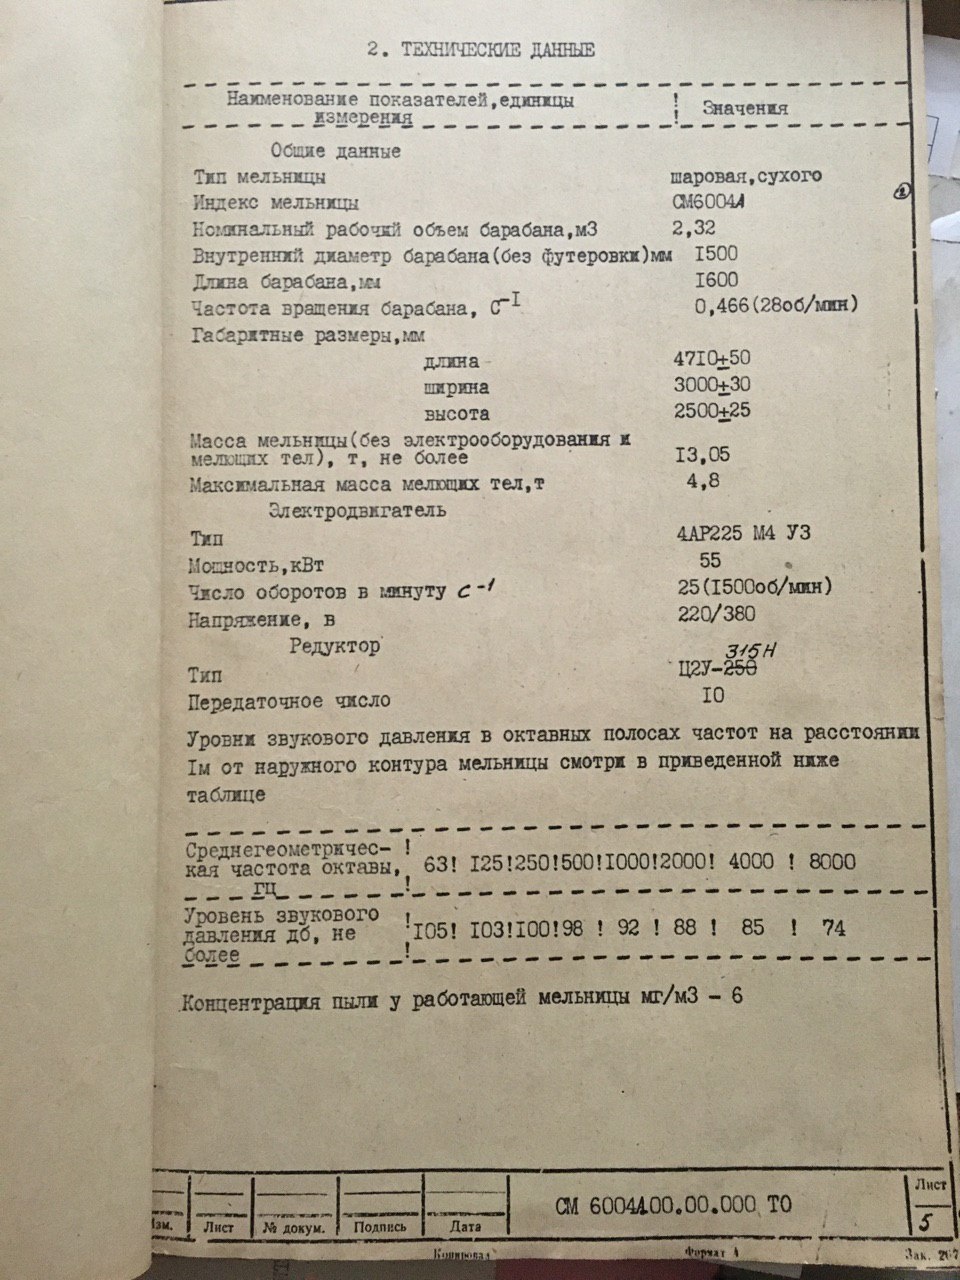 2. ТЕХНИЧЕСКИЕ ДАННЫЕ
Наименование показателей,единицы измерения ! Значения
Общие данные
Тип мельницы шаровая,сухого
Индекс мельницы СМ6004А
Номинальный рабочий объем барабана,м3 2,32
Внутренний диаметр барабана(без футеровки)мм I500
Длина барабана,мм I600
Частота вращения барабана, С-I 0,466(28об/мин)
Габаритные размеры,мм
длина 47I0±50
ширина 3000±30
высота 2500±25
Масса мельницы(без электрооборудования и
мелющих тел), т, не более I3,05
Максимальная масса мелющих тел,т 4,8
Электродвигатель
Тип 4АР225 М4 У3
Мощность,кВт 55
Число оборотов в минуту с-1 25(I500об/мин)
Напряжение, в 220/380
Редуктор
315Н
Тип Ц2У-250
Передаточное число I0
Уровни звукового давления в октавных полосах частот на расстоянии
Iм от наружного контура мельницы смотри в приведенной ниже
таблице
Среднегеометричес- !
кая частота октавы, 63! I25!250!500!I000!2000! 4000 ! 8000
гц !
Уровень звукового !
давления дб, не I05! I03!I00!98 ! 92 ! 88 ! 85 ! 74
более !
Концентрация пыли у работающей мельницы мг/м3 - 6
СМ 6004А00.00.000 ТО
Лист
5
Изм. Лист № докум. Подпись Дата
Копировал Формат 4 Зак. 267